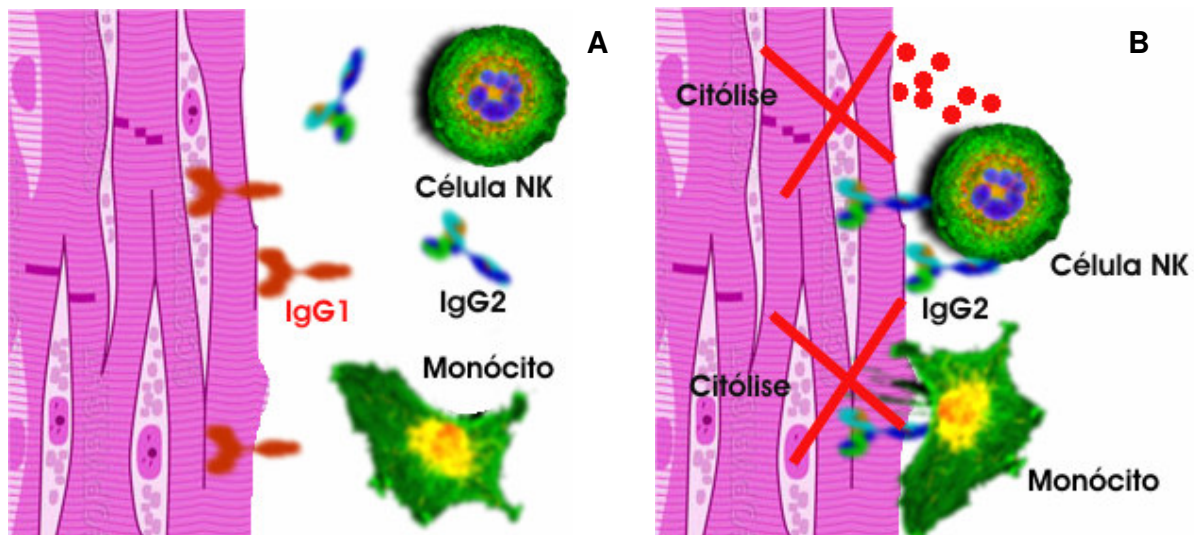 A
Célula NK
IgG2
IgG1
Monócito
B
Citólise
Célula NK
IgG2
Citólise
Monócito